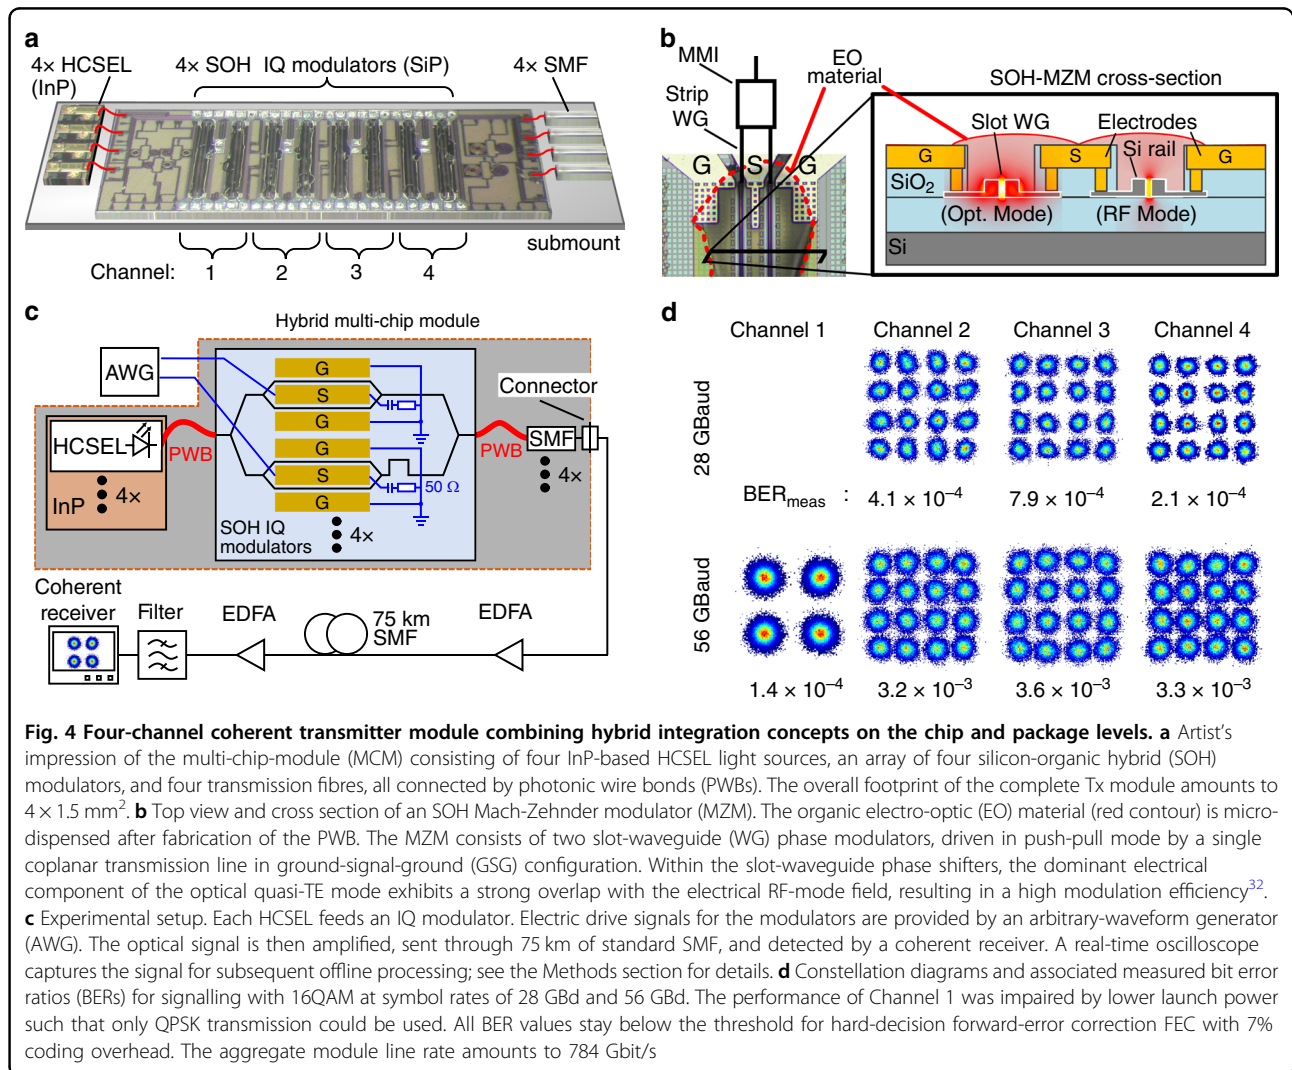 a
4× HCSEL
(InP)
4× SOH IQ modulators (SiP)
4× SMF
submount
Channel: 1 2 3 4
b
MMI
Strip
WG
EO
material
G S G
SOH-MZM cross-section
Slot WG
Electrodes
Si rail
G S G
SiO2
(Opt. Mode) (RF Mode)
Si
c
Hybrid multi-chip module
AWG
G
S
G
G
S
G
50 Ω
HCSEL
PWB
InP
4×
SOH IQ
modulators
4×
PWB
Connector
SMF
4×
Coherent
receiver
Filter
EDFA
75 km
SMF
EDFA
d
Channel 1 Channel 2 Channel 3 Channel 4
28 GBaud
BERmeas : 4.1 × 10⁻⁴ 7.9 × 10⁻⁴ 2.1 × 10⁻⁴
56 GBaud
1.4 × 10⁻⁴ 3.2 × 10⁻³ 3.6 × 10⁻³ 3.3 × 10⁻³
Fig. 4 Four-channel coherent transmitter module combining hybrid integration concepts on the chip and package levels. a Artist's
impression of the multi-chip-module (MCM) consisting of four InP-based HCSEL light sources, an array of four silicon-organic hybrid (SOH)
modulators, and four transmission fibres, all connected by photonic wire bonds (PWBs). The overall footprint of the complete Tx module amounts to
4 × 1.5 mm². b Top view and cross section of an SOH Mach-Zehnder modulator (MZM). The organic electro-optic (EO) material (red contour) is micro-
dispensed after fabrication of the PWB. The MZM consists of two slot-waveguide (WG) phase modulators, driven in push-pull mode by a single
coplanar transmission line in ground-signal-ground (GSG) configuration. Within the slot-waveguide phase shifters, the dominant electrical
component of the optical quasi-TE mode exhibits a strong overlap with the electrical RF-mode field, resulting in a high modulation efficiency³².
c Experimental setup. Each HCSEL feeds an IQ modulator. Electric drive signals for the modulators are provided by an arbitrary-waveform generator
(AWG). The optical signal is then amplified, sent through 75 km of standard SMF, and detected by a coherent receiver. A real-time oscilloscope
captures the signal for subsequent offline processing; see the Methods section for details. d Constellation diagrams and associated measured bit error
ratios (BERs) for signalling with 16QAM at symbol rates of 28 GBd and 56 GBd. The performance of Channel 1 was impaired by lower launch power
such that only QPSK transmission could be used. All BER values stay below the threshold for hard-decision forward-error correction FEC with 7%
coding overhead. The aggregate module line rate amounts to 784 Gbit/s